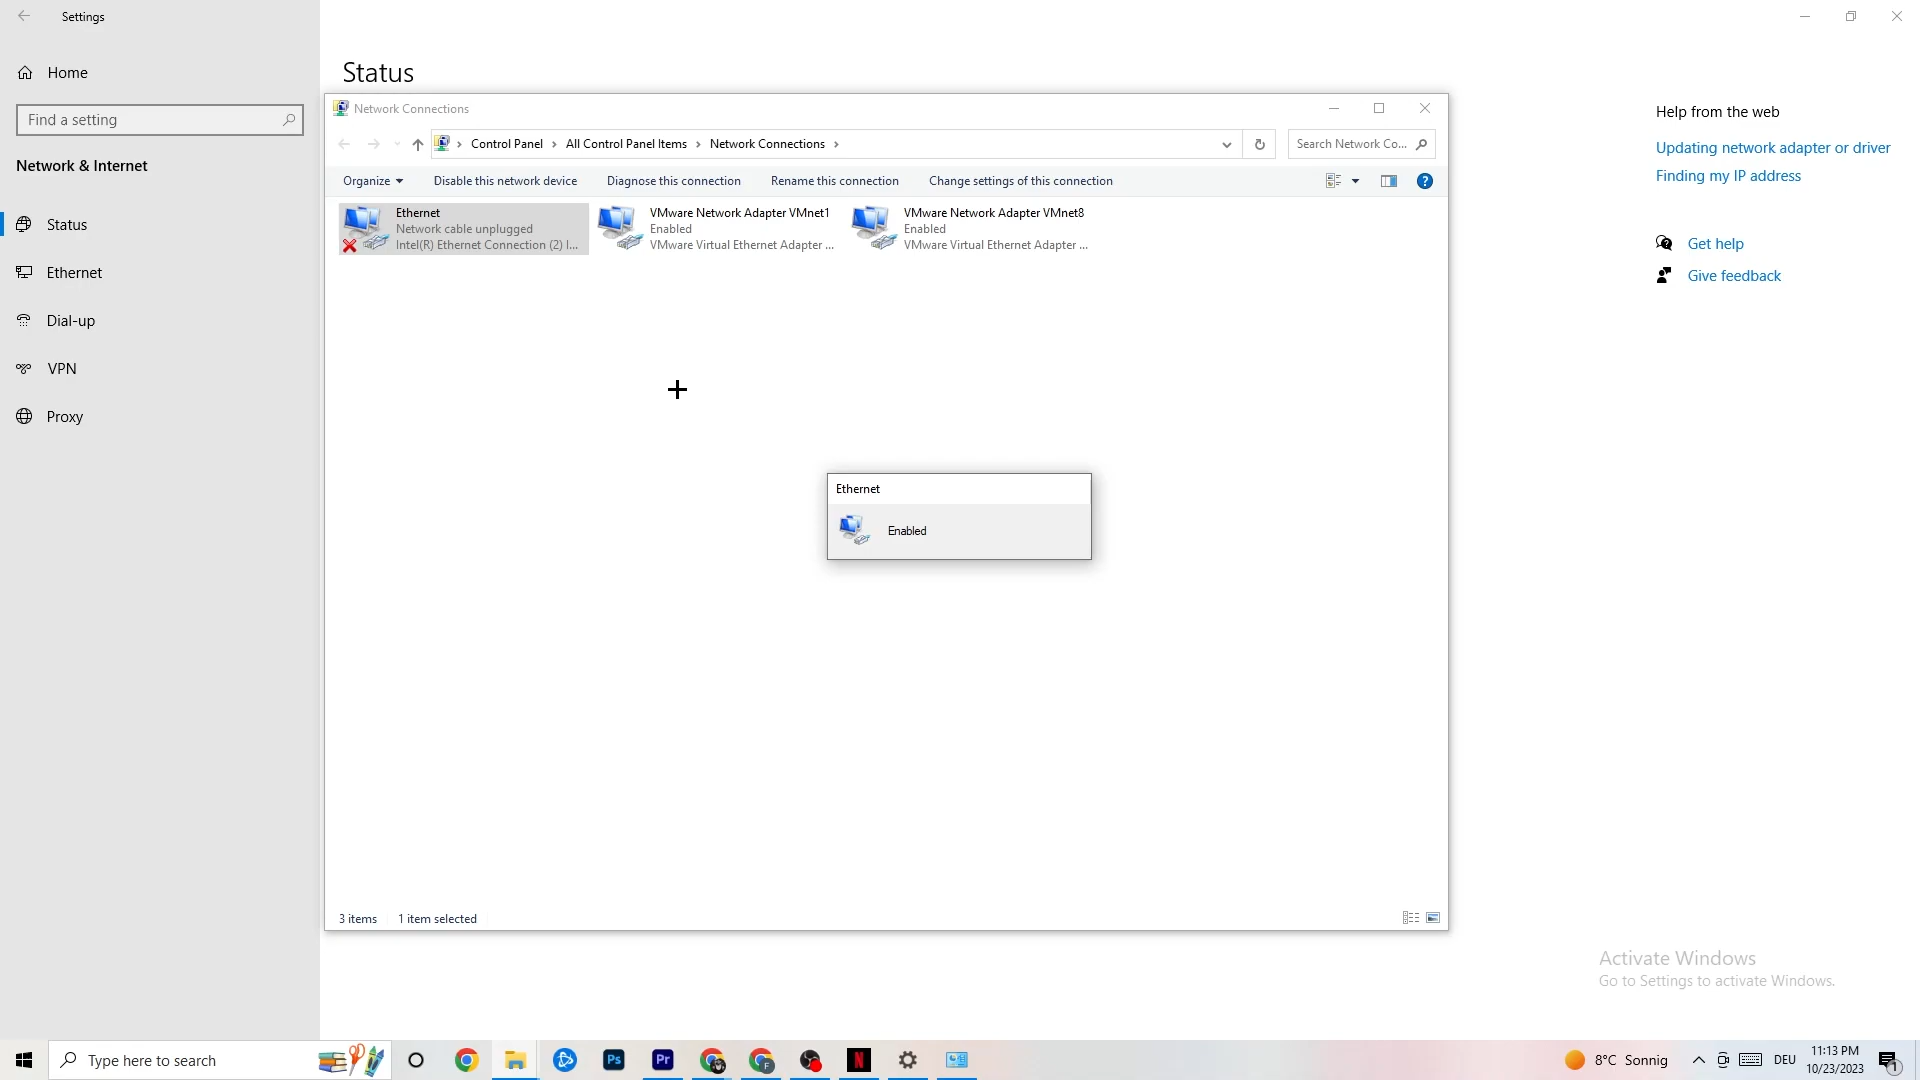 Settings
Home
Find a setting
Network & Internet
Status
Ethernet
Dial-up
VPN
Proxy
Status
Network Connections
Control Panel
All Control Panel Items
Network Connections
Search Network Co...
Organize
Disable this network device
Diagnose this connection
Rename this connection
Change settings of this connection
?
Ethernet
Network cable unplugged
Intel(R) Ethernet Connection (2) I...
VMware Network Adapter VMnet1
Enabled
VMware Virtual Ethernet Adapter ...
VMware Network Adapter VMnet8
Enabled
VMware Virtual Ethernet Adapter ...
Ethernet
Enabled
3 items
1 item selected
Help from the web
Updating network adapter or driver
Finding my IP address
Get help
Give feedback
Activate Windows
Go to Settings to activate Windows.
Type here to search
Ps
Pr
F
N
8°C Sonnig
DEU
11:13 PM
10/23/2023
1